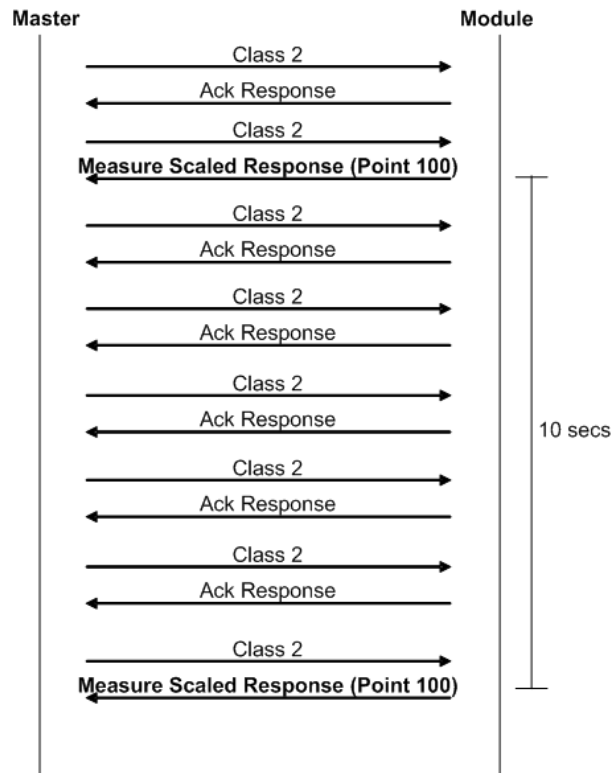 Master Module
Class 2
Ack Response
Class 2
Measure Scaled Response (Point 100)
Class 2
Ack Response
Class 2
Ack Response
Class 2
Ack Response
10 secs
Class 2
Ack Response
Class 2
Ack Response
Class 2
Measure Scaled Response (Point 100)